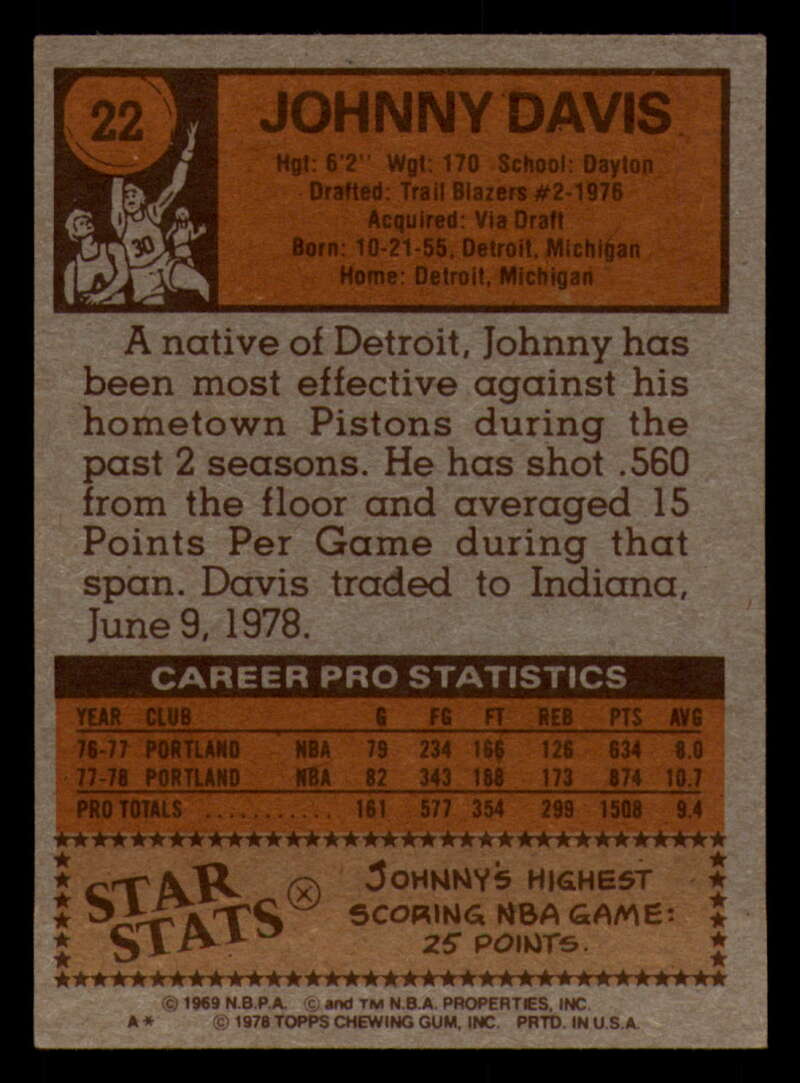 22
JOHNNY DAVIS
Hgt: 6'2" Wgt: 170 School: Dayton
Drafted: Trail Blazers #2-1976
Acquired: Via Draft
Born: 10-21-55, Detroit, Michigan
Home: Detroit, Michigan
30
A native of Detroit, Johnny has
been most effective against his
hometown Pistons during the
past 2 seasons. He has shot .560
from the floor and averaged 15
Points Per Game during that
span. Davis traded to Indiana,
June 9, 1978.
CAREER PRO STATISTICS
YEAR CLUB G FG FT REB PTS AVG
76-77 PORTLAND NBA 79 234 166 126 634 8.0
77-78 PORTLAND NBA 82 343 188 173 874 10.7
PRO TOTALS ............ 161 577 354 299 1508 9.4
STAR
STATS
JOHNNY'S HIGHEST
SCORING NBA GAME:
25 POINTS.
© 1969 N.B.P.A. © and TM N.B.A. PROPERTIES, INC.
A* © 1978 TOPPS CHEWING GUM, INC. PRTD. IN U.S.A.